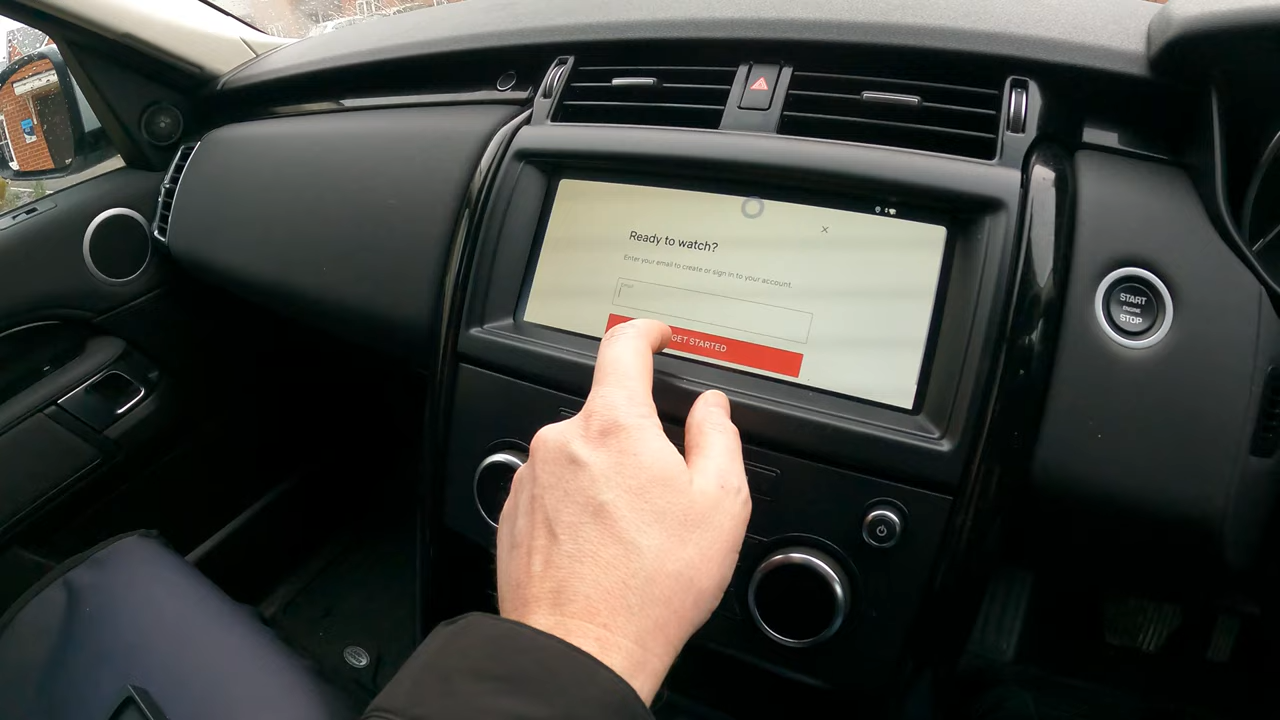 Ready to watch?
Enter your email to create or sign in to your account.
Email
GET STARTED
START
ENGINE
STOP